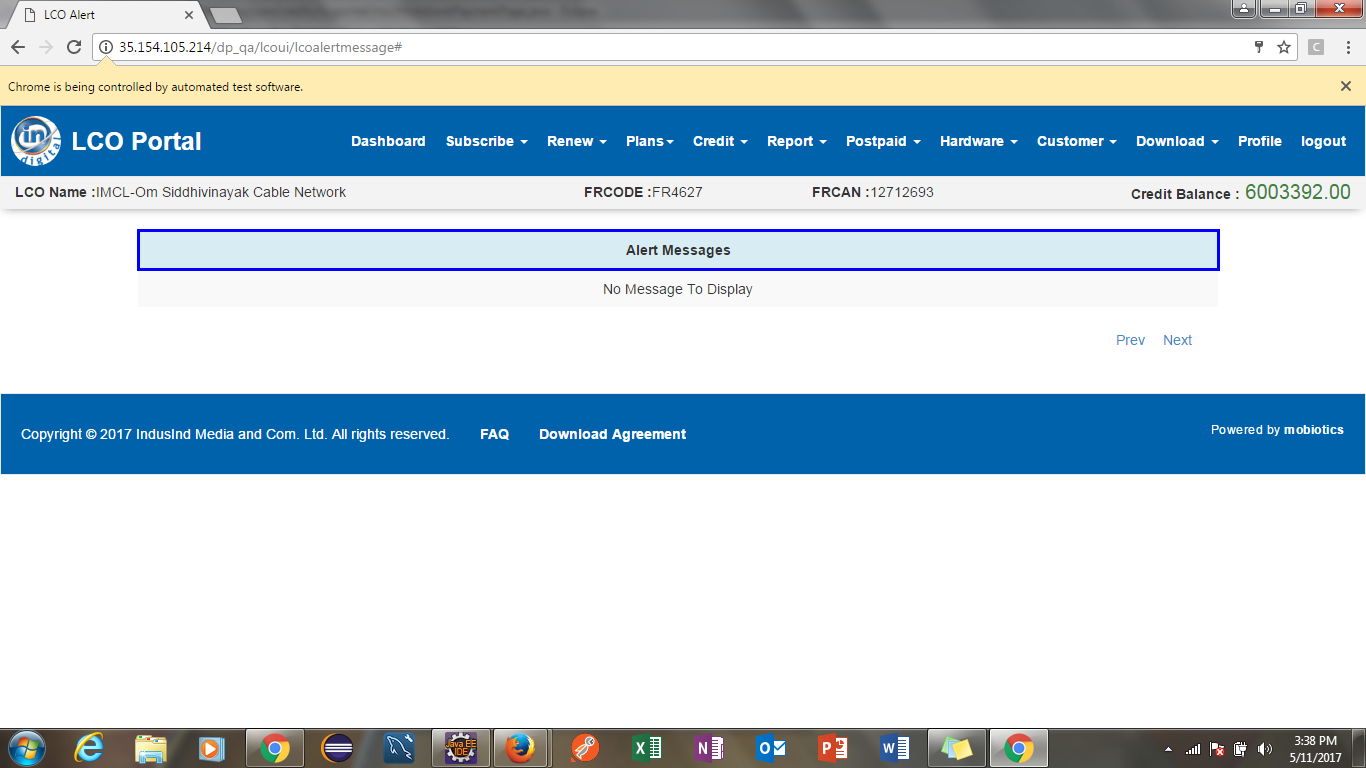 LCO Alert
35.154.105.214/dp_qa/lcoui/lcoalertmessage#
C
Chrome is being controlled by automated test software.
in digital
LCO Portal Dashboard Subscribe Renew Plans Credit Report Postpaid Hardware Customer Download Profile logout
LCO Name :IMCL-Om Siddhivinayak Cable Network FRCODE :FR4627 FRCAN :12712693 Credit Balance : 6003392.00
Alert Messages
No Message To Display
Prev Next
Copyright © 2017 IndusInd Media and Com. Ltd. All rights reserved. FAQ Download Agreement Powered by mobiotics
Java EE
IDE
3:38 PM
5/11/2017